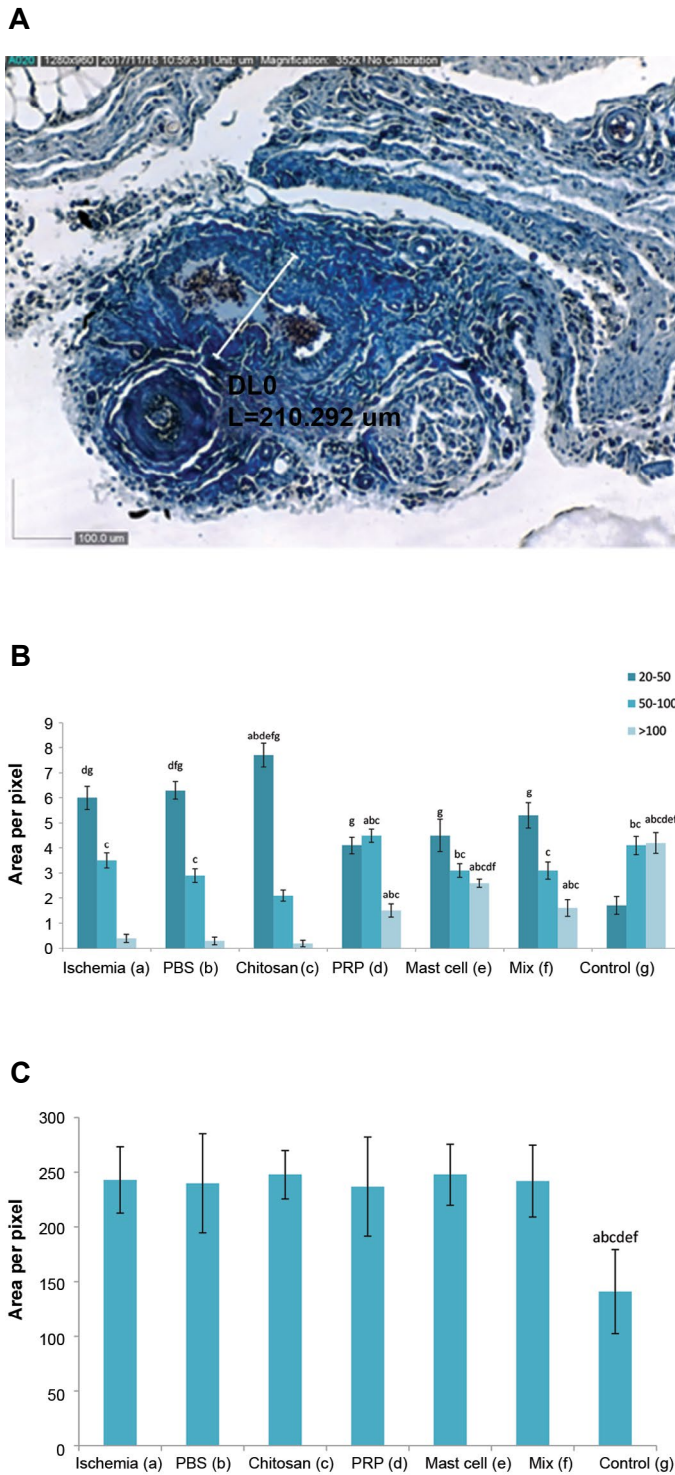 A
A020 1280x960 2017/11/18 10:59:31 Unit: um Magnification: 352x No Calibration
DL0
L=210.292 um
100.0 um
B
20-50
50-100
>100
Area per pixel
9
8
7
6
5
4
3
2
1
0
dg
c
dfg
c
abdefg
g
abc
abc
g
bc
abcdf
g
c
abc
bc
abcdef
Ischemia (a) PBS (b) Chitosan (c) PRP (d) Mast cell (e) Mix (f) Control (g)
C
Area per pixel
300
250
200
150
100
50
0
abcdef
Ischemia (a) PBS (b) Chitosan (c) PRP (d) Mast cell (e) Mix (f) Control (g)